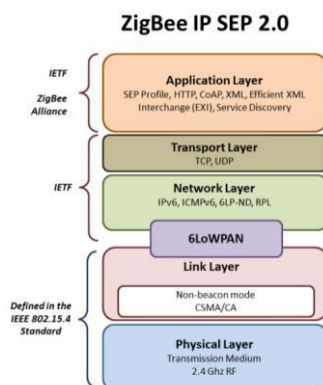 ZigBee IP SEP 2.0
IETF
ZigBee
Alliance
Application Layer
SEP Profile, HTTP, CoAP, XML, Efficient XML
Interchange (EXI), Service Discovery
Transport Layer
TCP, UDP
IETF
Network Layer
IPv6, ICMPv6, 6LP-ND, RPL
6LoWPAN
Link Layer
Defined in the
IEEE 802.15.4
Standard
Non-beacon mode
CSMA/CA
Physical Layer
Transmission Medium
2.4 Ghz RF